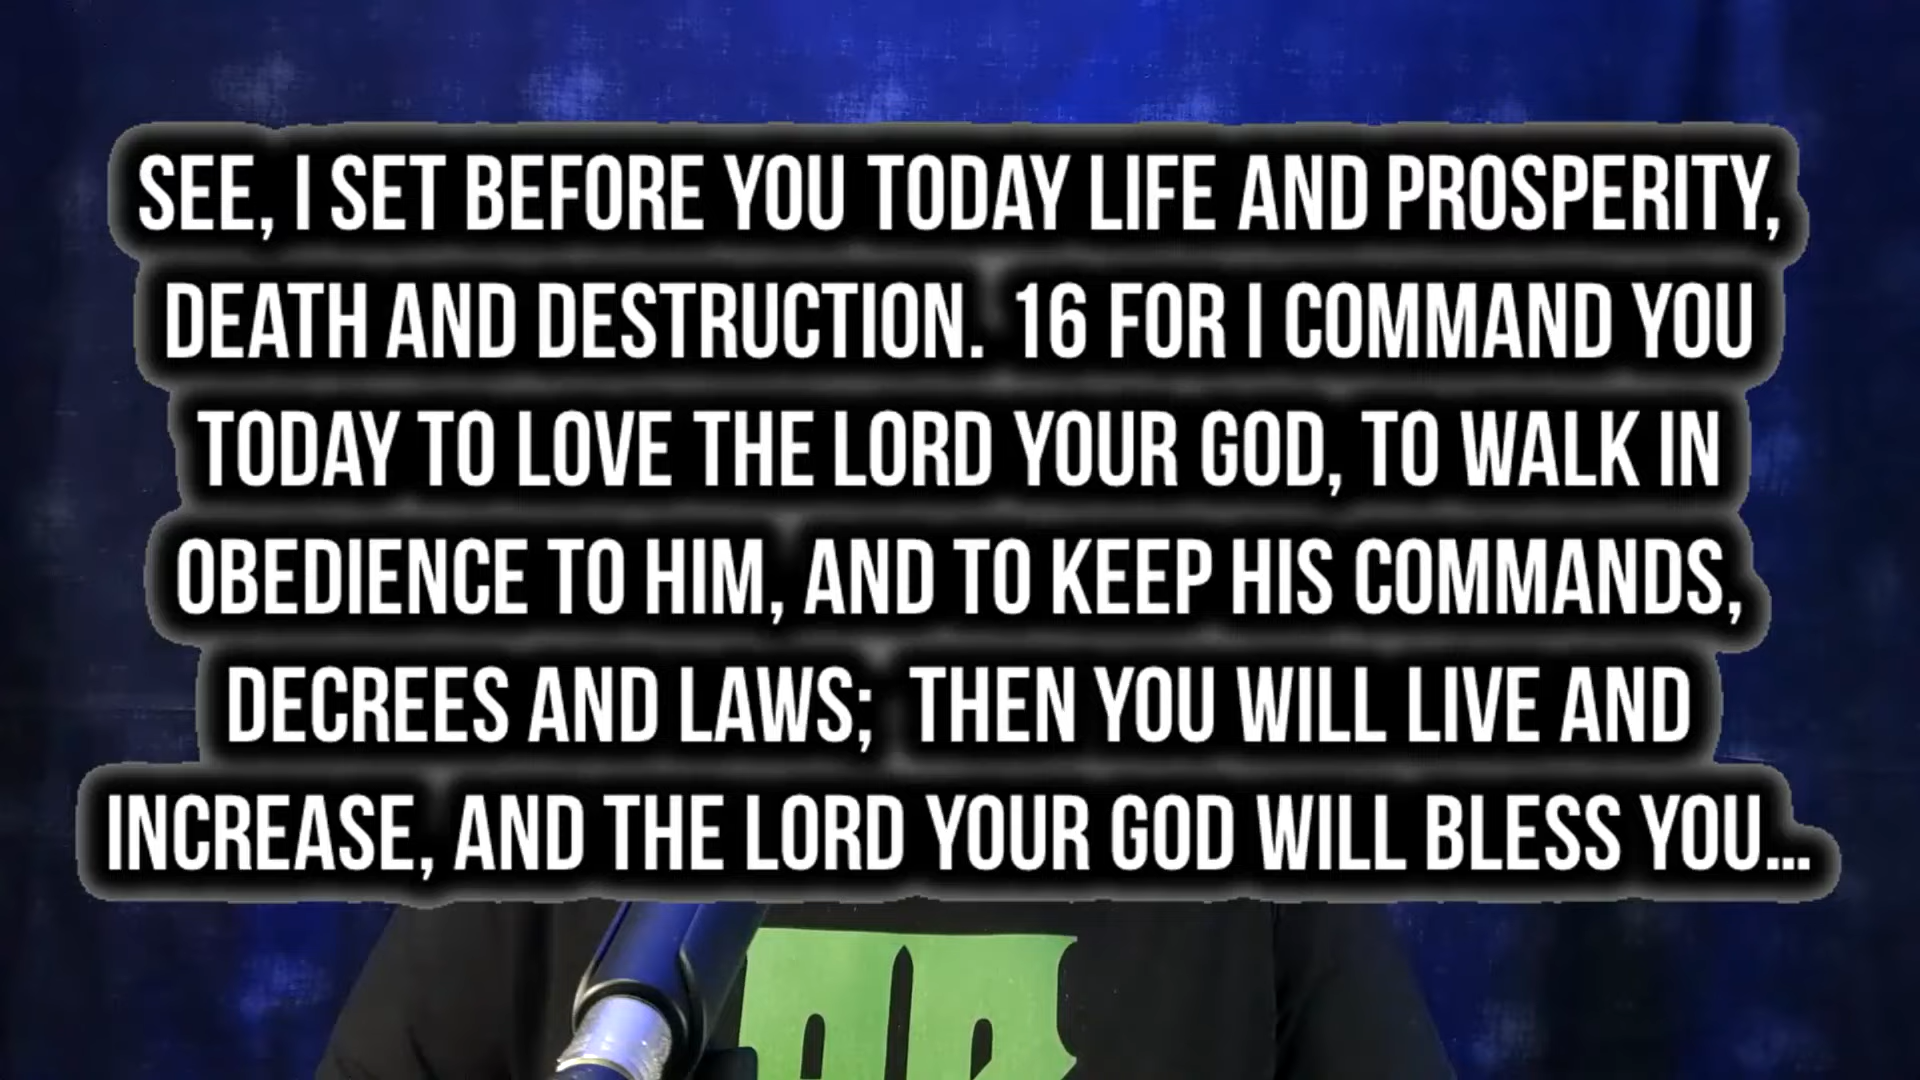 SEE, I SET BEFORE YOU TODAY LIFE AND PROSPERITY,
DEATH AND DESTRUCTION. 16 FOR I COMMAND YOU
TODAY TO LOVE THE LORD YOUR GOD, TO WALK IN
OBEDIENCE TO HIM, AND TO KEEP HIS COMMANDS,
DECREES AND LAWS; THEN YOU WILL LIVE AND
INCREASE, AND THE LORD YOUR GOD WILL BLESS YOU...